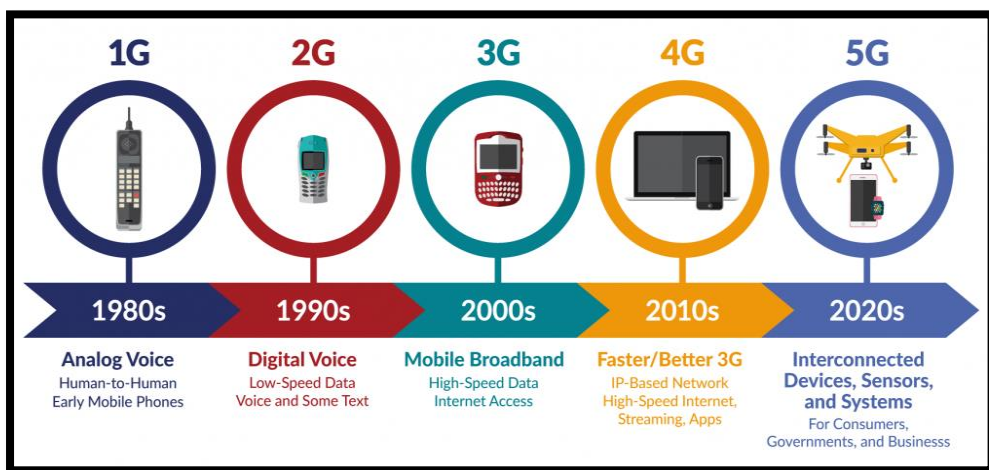 1G
2G
3G
4G
5G
1980s
1990s
2000s
2010s
2020s
Analog Voice
Human-to-Human
Early Mobile Phones
Digital Voice
Low-Speed Data
Voice and Some Text
Mobile Broadband
High-Speed Data
Internet Access
Faster/Better 3G
IP-Based Network
High-Speed Internet,
Streaming, Apps
Interconnected
Devices, Sensors,
and Systems
For Consumers,
Governments, and Businesss